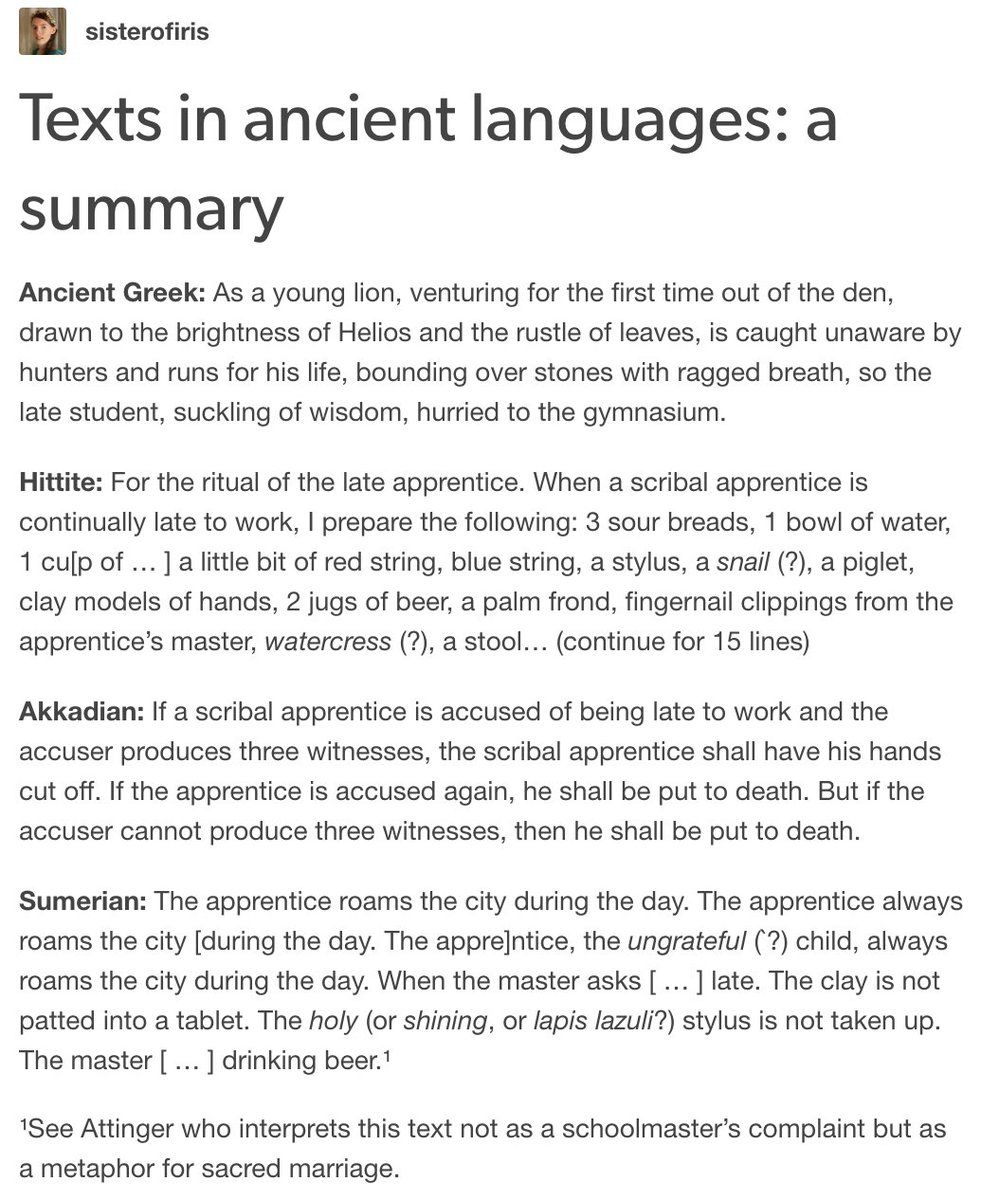 sisterofiris
Texts in ancient languages: a
summary
Ancient Greek: As a young lion, venturing for the first time out of the den,
drawn to the brightness of Helios and the rustle of leaves, is caught unaware by
hunters and runs for his life, bounding over stones with ragged breath, so the
late student, suckling of wisdom, hurried to the gymnasium.
Hittite: For the ritual of the late apprentice. When a scribal apprentice is
continually late to work, I prepare the following: 3 sour breads, 1 bowl of water,
1 cu[p of … ] a little bit of red string, blue string, a stylus, a snail (?), a piglet,
clay models of hands, 2 jugs of beer, a palm frond, fingernail clippings from the
apprentice’s master, watercress (?), a stool… (continue for 15 lines)
Akkadian: If a scribal apprentice is accused of being late to work and the
accuser produces three witnesses, the scribal apprentice shall have his hands
cut off. If the apprentice is accused again, he shall be put to death. But if the
accuser cannot produce three witnesses, then he shall be put to death.
Sumerian: The apprentice roams the city during the day. The apprentice always
roams the city [during the day. The appre]ntice, the ungrateful (`?) child, always
roams the city during the day. When the master asks [ … ] late. The clay is not
patted into a tablet. The holy (or shining, or lapis lazuli?) stylus is not taken up.
The master [ … ] drinking beer.¹
¹See Attinger who interprets this text not as a schoolmaster’s complaint but as
a metaphor for sacred marriage.